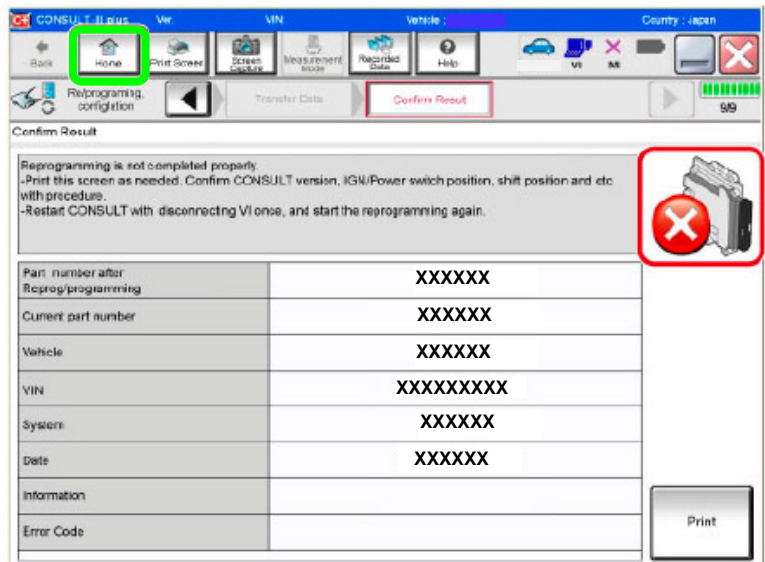 C+ CONSULT-III plus Ver. VIN Vehicle : Country : Japan
Back Home Print Screen Screen Capture Measurement Mode Recorded Data Help VI MI
Re/programing, configlation Transfer Data Confirm Result 9/9
Confirm Result
Reprogramming is not completed properly.
-Print this screen as needed. Confirm CONSULT version, IGN/Power switch position, shift position and etc
with procedure.
-Restart CONSULT with disconnecting VI once, and start the reprogramming again.
Part number after
Reprog/programming
XXXXXX
Current part number XXXXXX
Vehicle XXXXXX
VIN XXXXXXXXX
System XXXXXX
Date XXXXXX
Information
Error Code
Print